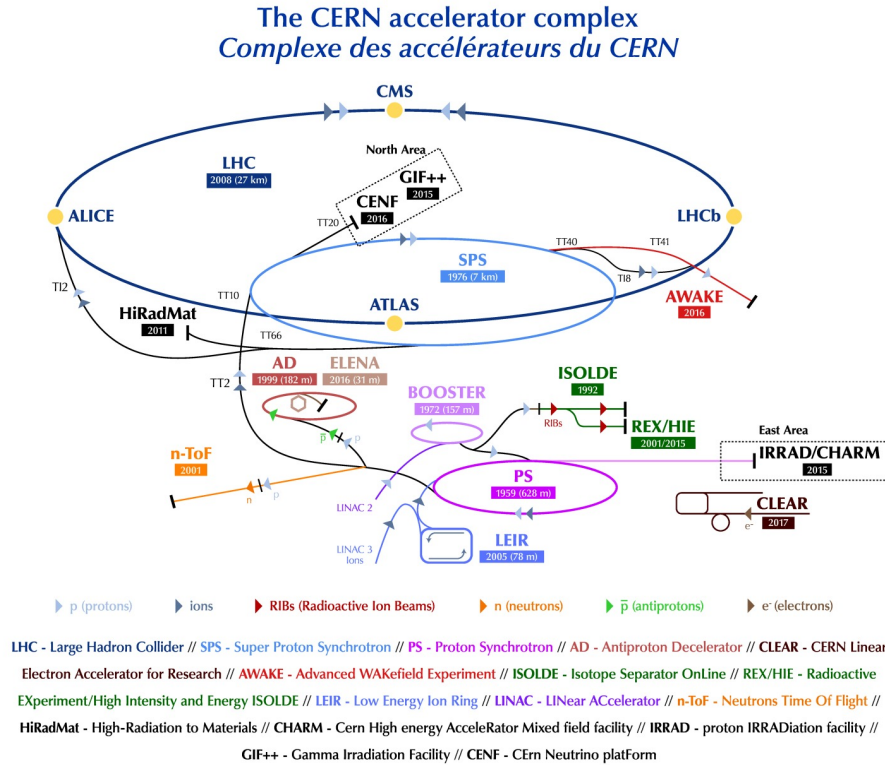 The CERN accelerator complex
Complexe des accélérateurs du CERN
CMS
North Area
LHC
2008 (27 km)
GIF++
2015
CENF
2016
TT20
ALICE
LHCb
SPS
1976 (7 km)
TT40
TT41
TI8
TI2
TT10
AWAKE
2016
ATLAS
HiRadMat
2011
TT66
AD
1999 (182 m)
ELENA
2016 (31 m)
TT2
BOOSTER
1972 (157 m)
ISOLDE
1992
RIBs
REX/HIE
2001/2015
p̅
p
East Area
n-ToF
2001
IRRAD/CHARM
2015
PS
1959 (628 m)
n
p
LINAC 2
CLEAR
2017
e-
LEIR
2005 (78 m)
LINAC 3
Ions
p (protons)
ions
RIBs (Radioactive Ion Beams)
n (neutrons)
p̅ (antiprotons)
e- (electrons)
LHC - Large Hadron Collider // SPS - Super Proton Synchrotron // PS - Proton Synchrotron // AD - Antiproton Decelerator // CLEAR - CERN Linear
Electron Accelerator for Research // AWAKE - Advanced WAKefield Experiment // ISOLDE - Isotope Separator OnLine // REX/HIE - Radioactive
EXperiment/High Intensity and Energy ISOLDE // LEIR - Low Energy Ion Ring // LINAC - LINear ACcelerator // n-ToF - Neutrons Time Of Flight //
HiRadMat - High-Radiation to Materials // CHARM - Cern High energy AcceleRator Mixed field facility // IRRAD - proton IRRADiation facility //
GIF++ - Gamma Irradiation Facility // CENF - CErn Neutrino platForm